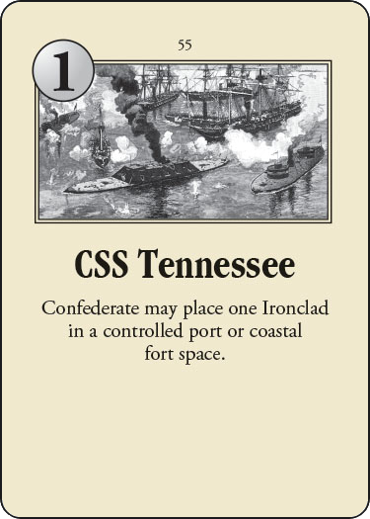 55
1
CSS Tennessee
Confederate may place one Ironclad
in a controlled port or coastal
fort space.